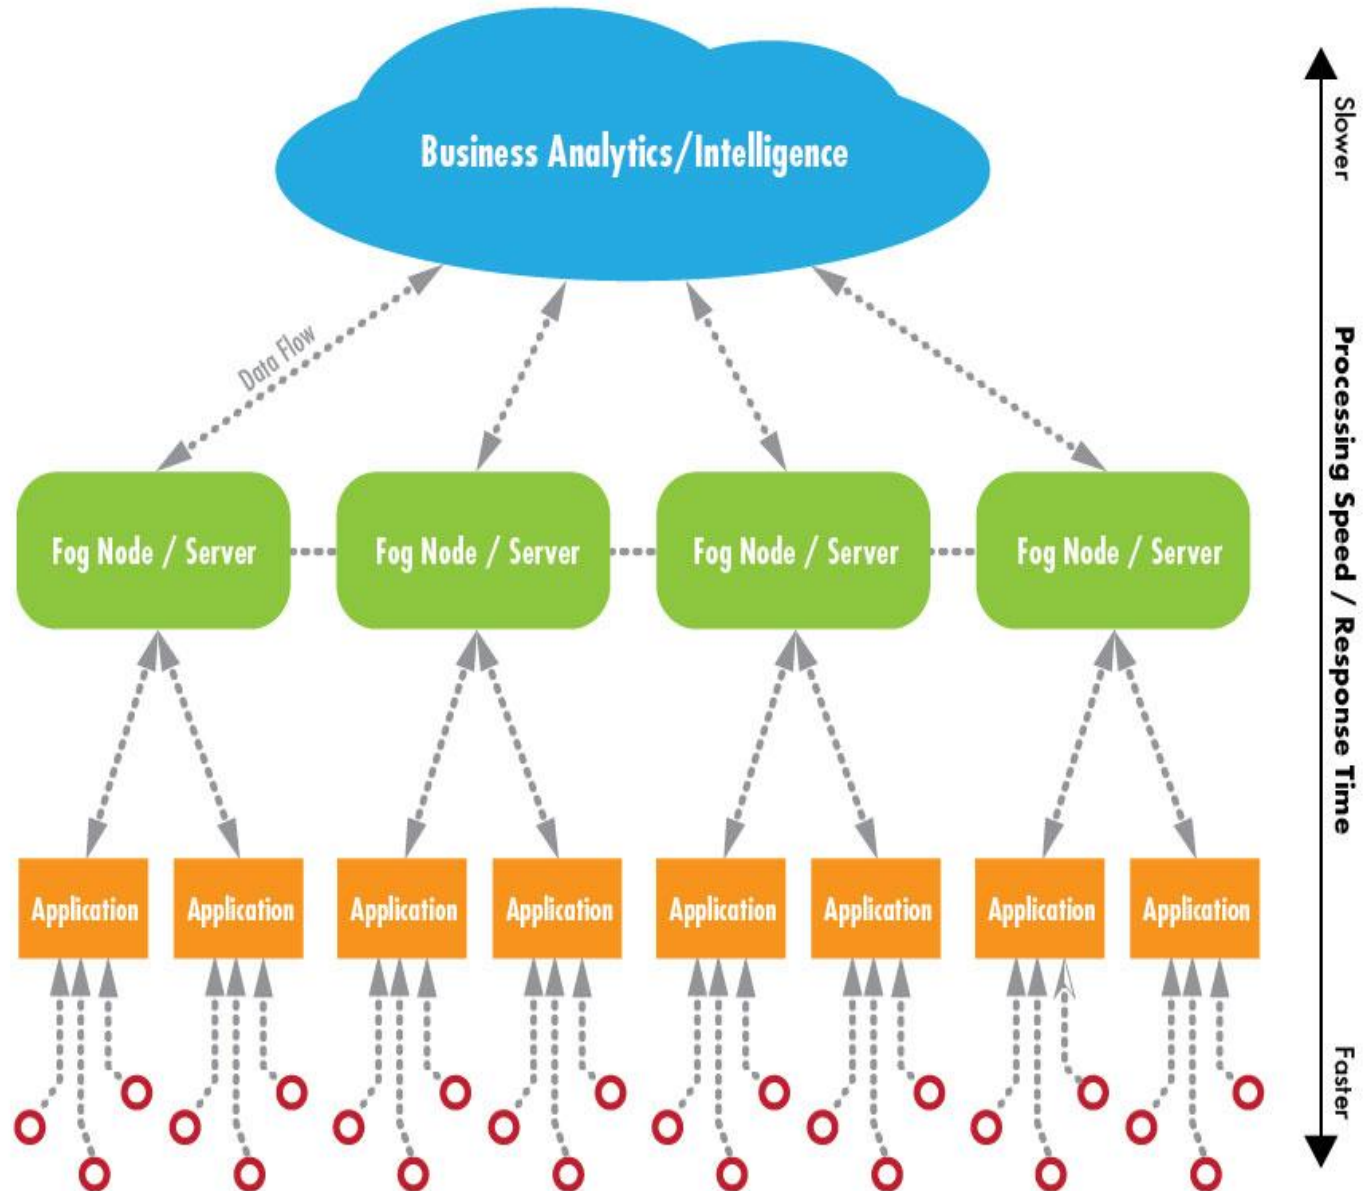 Business Analytics/Intelligence
Slower
Data Flow
Processing Speed / Response Time
Fog Node / Server
Fog Node / Server
Fog Node / Server
Fog Node / Server
Application
Application
Application
Application
Application
Application
Application
Application
Faster